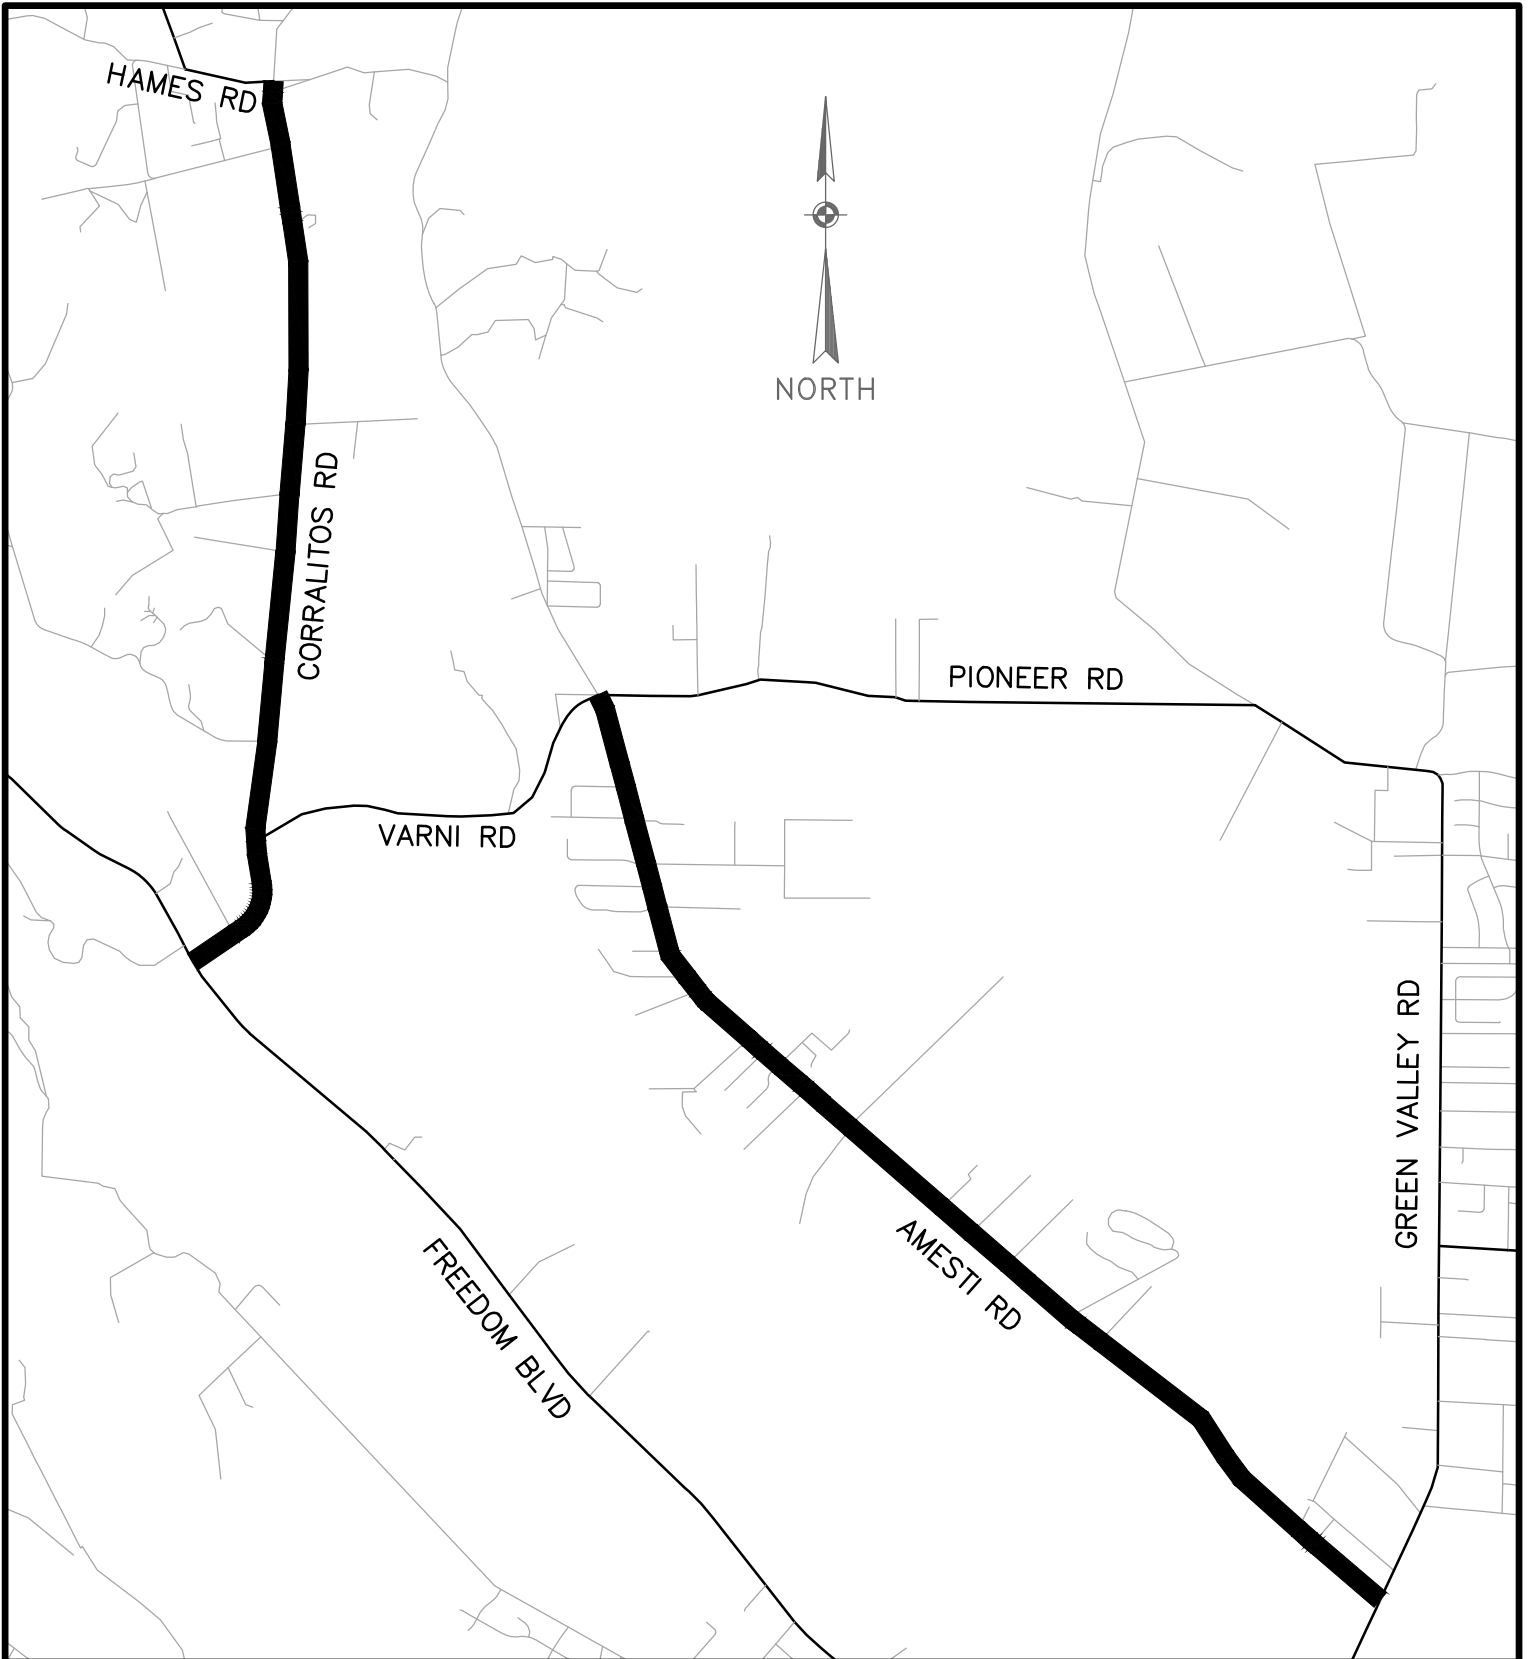 HAMES RD
NORTH
CORRALITOS RD
PIONEER RD
VARNI RD
GREEN VALLEY RD
AMESTI RD
FREEDOM BLVD